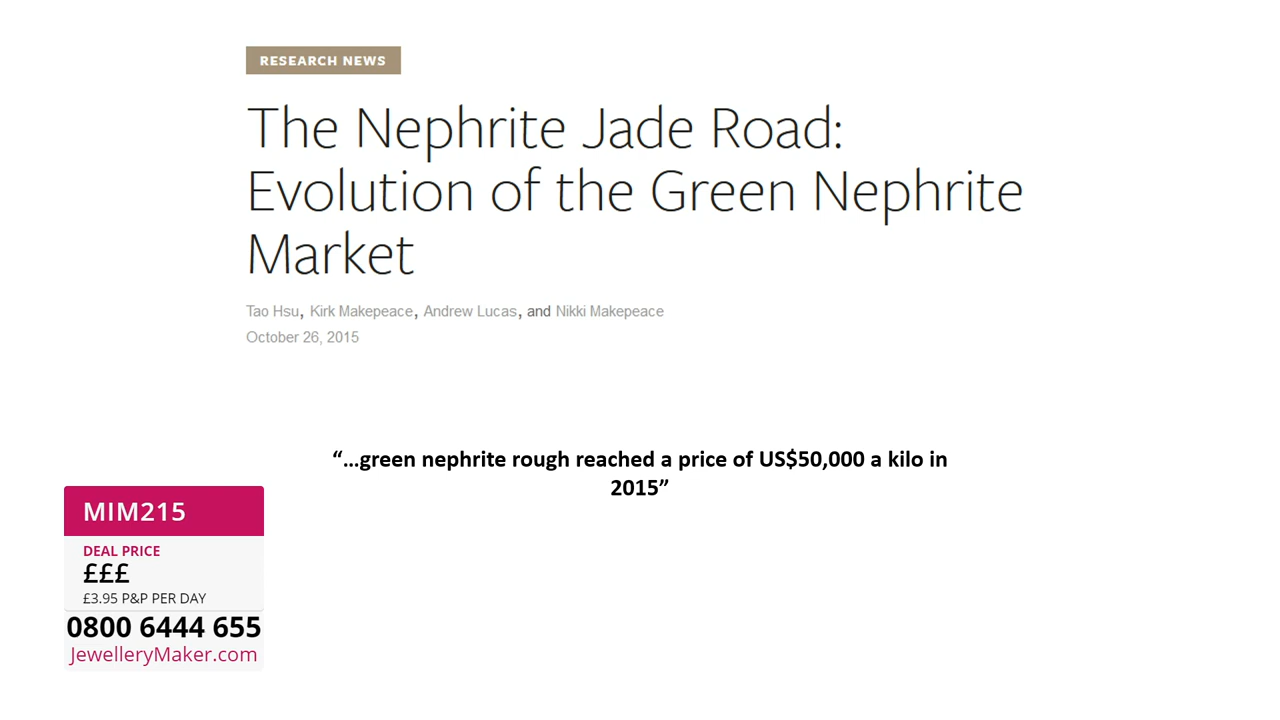 RESEARCH NEWS
The Nephrite Jade Road:
Evolution of the Green Nephrite
Market
Tao Hsu, Kirk Makepeace, Andrew Lucas, and Nikki Makepeace
October 26, 2015
“...green nephrite rough reached a price of US$50,000 a kilo in
2015”
MIM215
DEAL PRICE
£££
£3.95 P&P PER DAY
0800 6444 655
JewelleryMaker.com